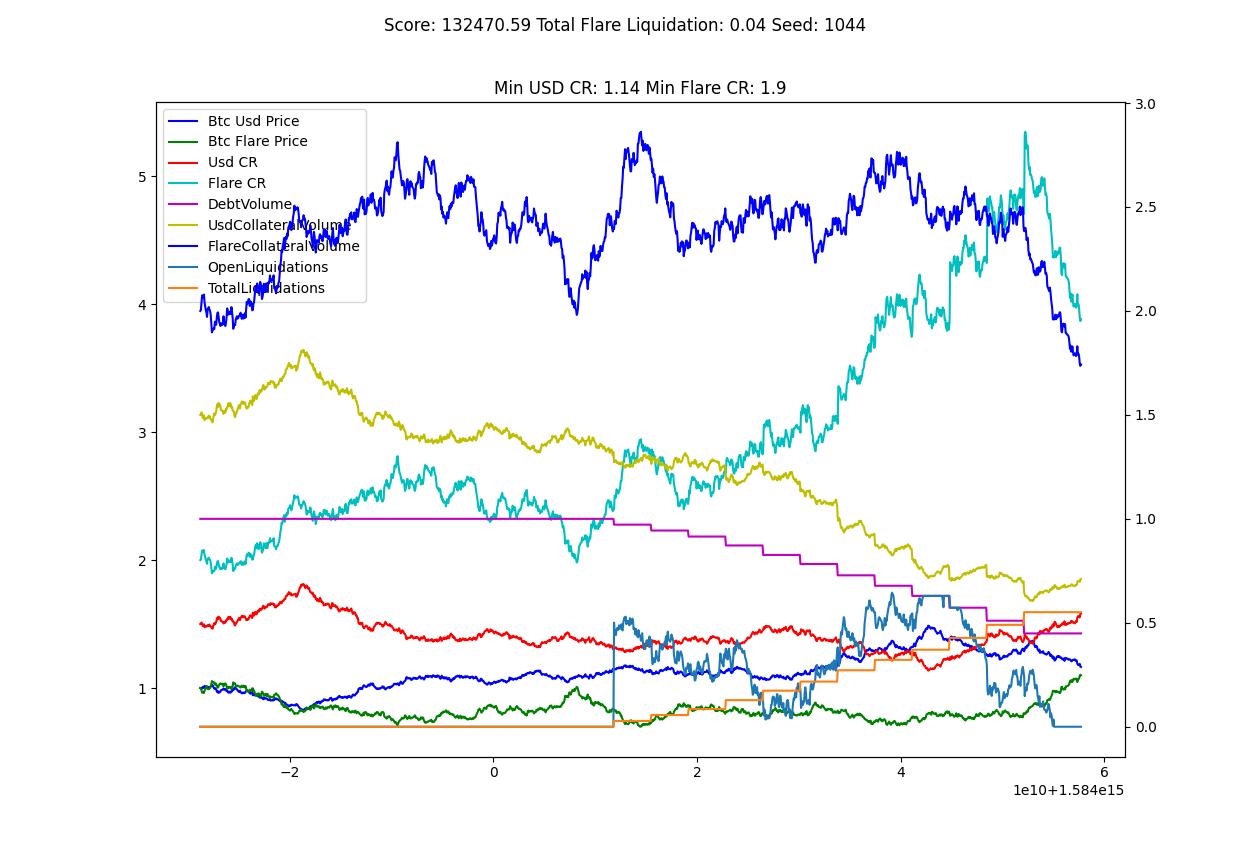 Score: 132470.59 Total Flare Liquidation: 0.04 Seed: 1044
Min USD CR: 1.14 Min Flare CR: 1.9
Btc Usd Price
Btc Flare Price
Usd CR
Flare CR
DebtVolume
UsdCollateralVolume
FlareCollateralVolume
OpenLiquidations
TotalLiquidations
5
4
3
2
1
3.0
2.5
2.0
1.5
1.0
0.5
0.0
−2 0 2 4 6
1e10+1.584e15